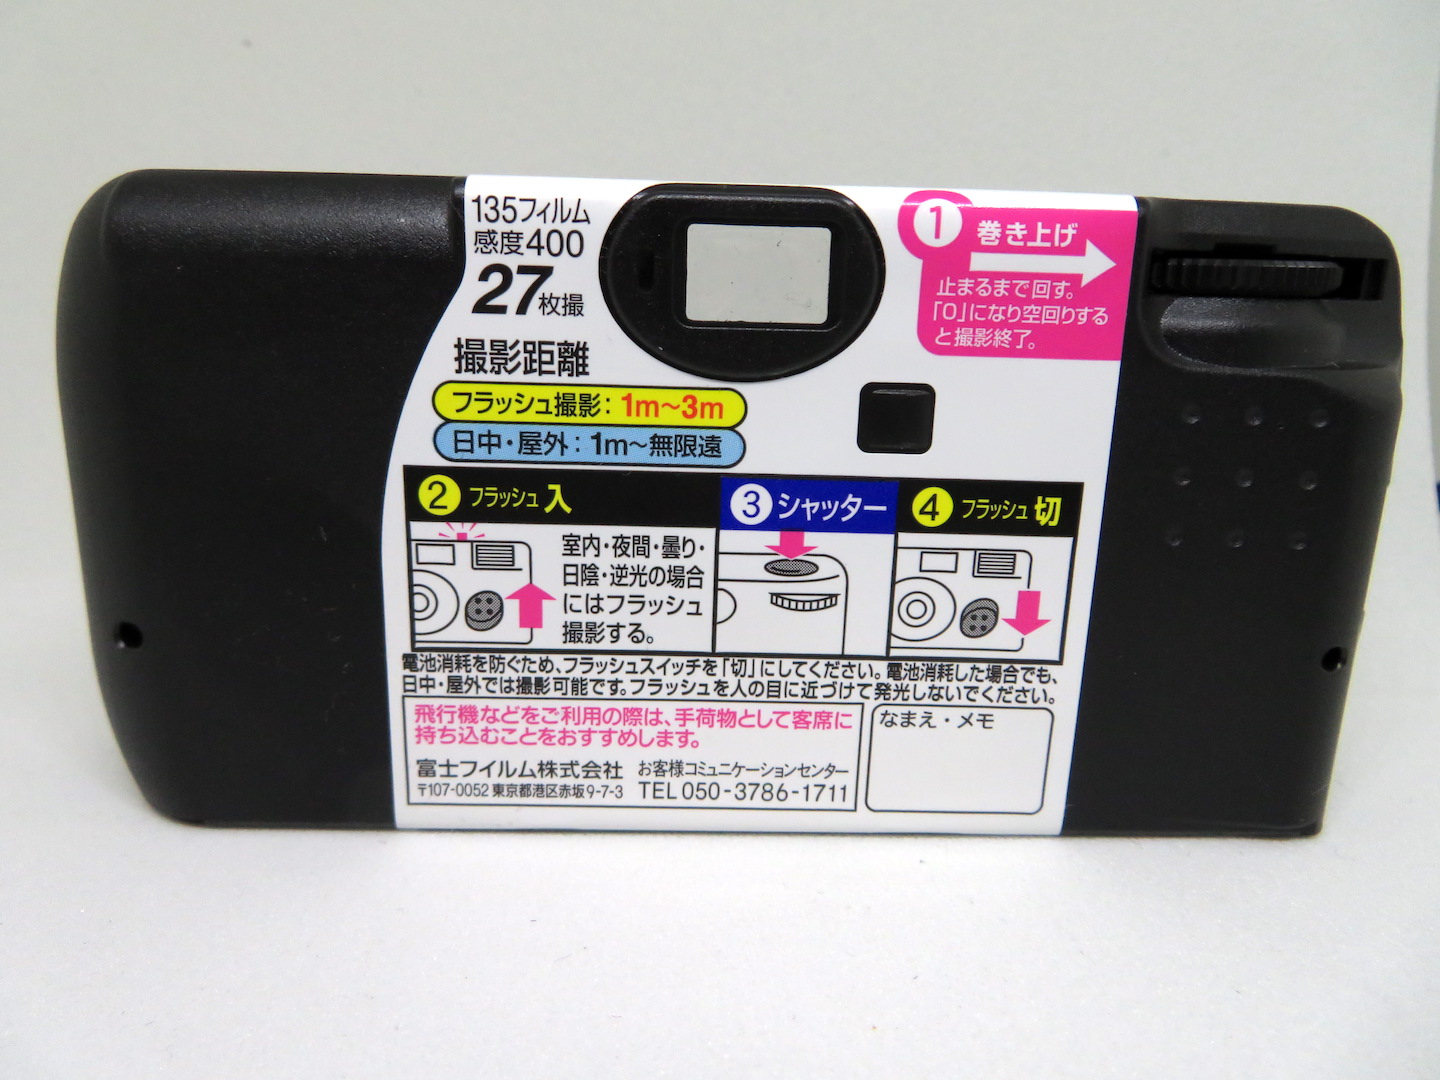 135フィルム
感度400
27枚撮
撮影距離
フラッシュ撮影：1m～3m
日中・屋外：1m～無限遠
1 巻き上げ
止まるまで回す。
「0」になり空回りする
と撮影終了。
2 フラッシュ 入
室内・夜間・曇り・
日陰・逆光の場合
にはフラッシュ
撮影する。
3 シャッター
4 フラッシュ 切
電池消耗を防ぐため、フラッシュスイッチを「切」にしてください。電池消耗した場合でも、
日中・屋外では撮影可能です。フラッシュを人の目に近づけて発光しないでください。
飛行機などをご利用の際は、手荷物として客席に
持ち込むことをおすすめします。
富士フイルム株式会社 お客様コミュニケーションセンター
〒107-0052 東京都港区赤坂9-7-3 TEL 050-3786-1711
なまえ・メモ